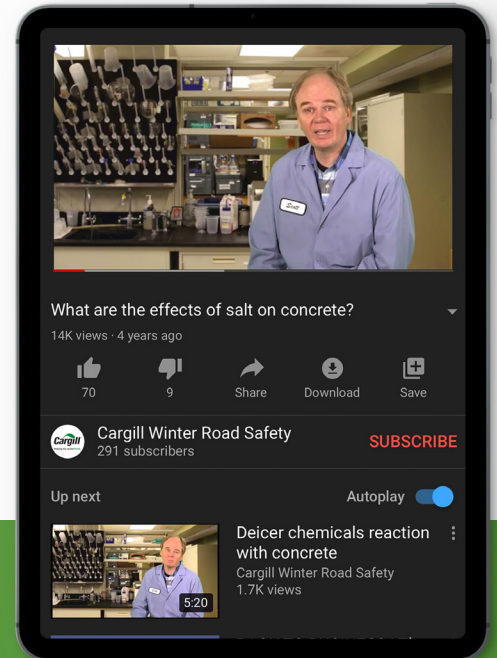 What are the effects of salt on concrete?
14K views · 4 years ago
70
9
Share
Download
Save
Cargill
Cargill Winter Road Safety
291 subscribers
SUBSCRIBE
Up next
Autoplay
Deicer chemicals reaction
with concrete
Cargill Winter Road Safety
1.7K views
5:20